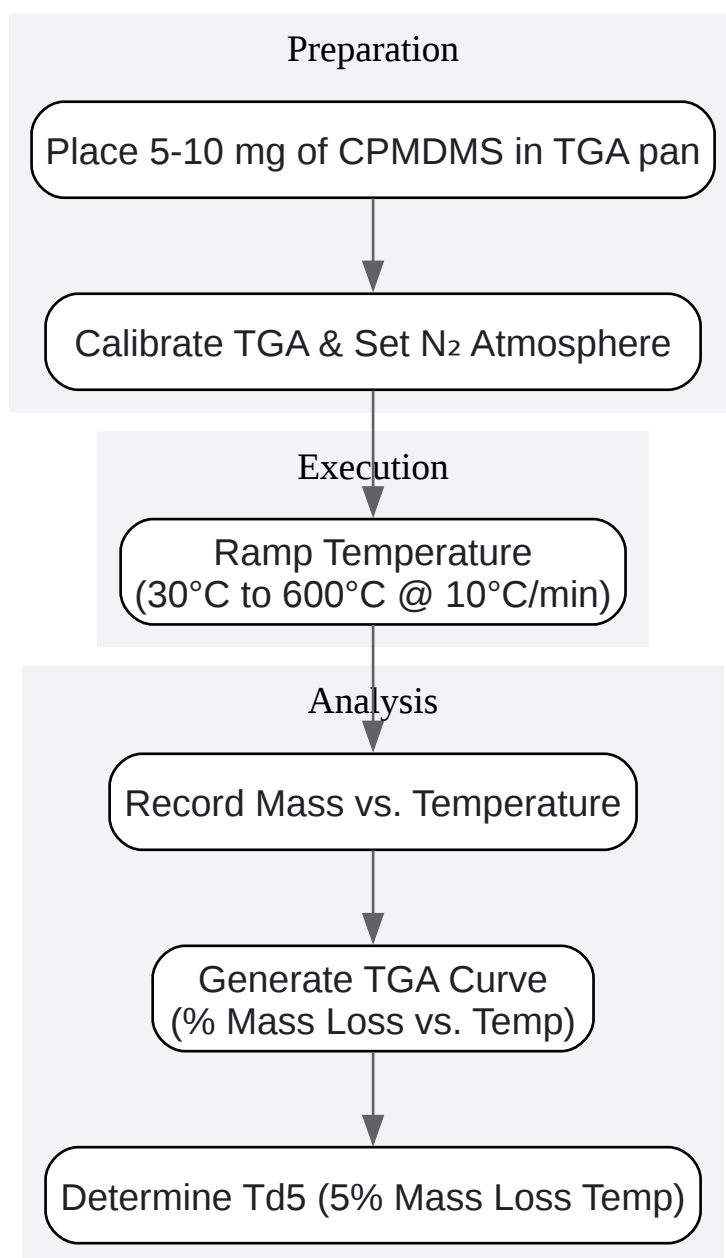 Preparation
Place 5-10 mg of CPMDMS in TGA pan
Calibrate TGA & Set N₂ Atmosphere
Execution
Ramp Temperature
(30°C to 600°C @ 10°C/min)
Analysis
Record Mass vs. Temperature
Generate TGA Curve
(% Mass Loss vs. Temp)
Determine Td5 (5% Mass Loss Temp)